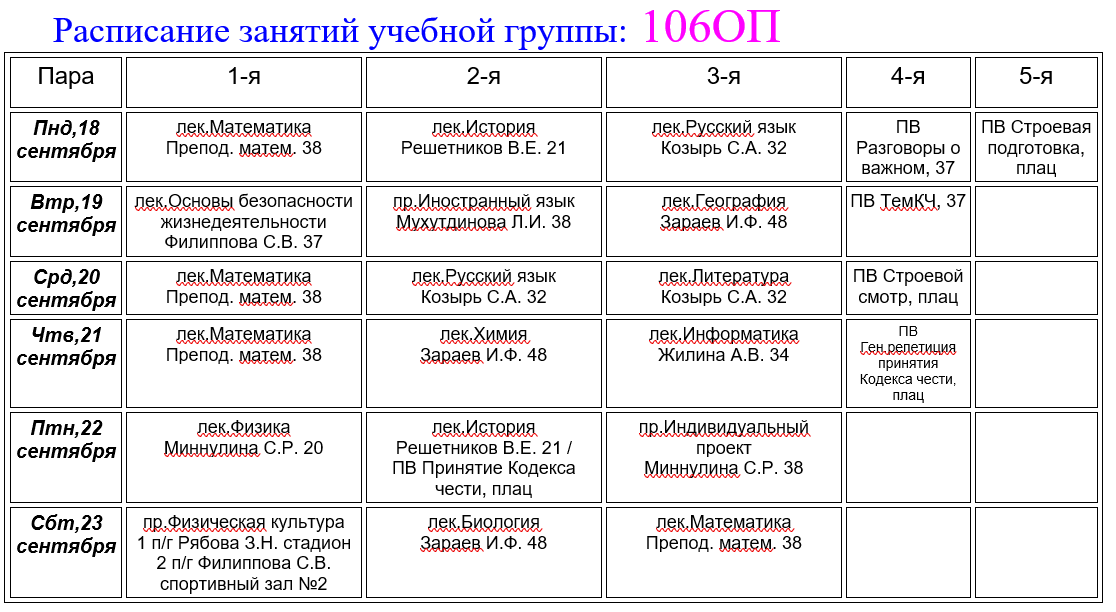 Расписание занятий учебной группы: 106ОП
Пара
1-я
2-я
3-я
4-я
5-я
Пнд,18
сентября
лек.Математика
Препод. матем. 38
лек.История
Решетников В.Е. 21
лек.Русский язык
Козырь С.А. 32
ПВ
Разговоры о
важном, 37
ПВ Строевая
подготовка,
плац
Втр,19
сентября
лек.Основы безопасности
жизнедеятельности
Филиппова С.В. 37
пр.Иностранный язык
Мухутдинова Л.И. 38
лек.География
Зараев И.Ф. 48
ПВ ТемКЧ, 37
Срд,20
сентября
лек.Математика
Препод. матем. 38
лек.Русский язык
Козырь С.А. 32
лек.Литература
Козырь С.А. 32
ПВ Строевой
смотр, плац
Чтв,21
сентября
лек.Математика
Препод. матем. 38
лек.Химия
Зараев И.Ф. 48
лек.Информатика
Жилина А.В. 34
ПВ
Ген.репетиция
принятия
Кодекса чести,
плац
Птн,22
сентября
лек.Физика
Миннулина С.Р. 20
лек.История
Решетников В.Е. 21 /
ПВ Принятие Кодекса
чести, плац
пр.Индивидуальный
проект
Миннулина С.Р. 38
Сбт,23
сентября
пр.Физическая культура
1 п/г Рябова З.Н. стадион
2 п/г Филиппова С.В.
спортивный зал №2
лек.Биология
Зараев И.Ф. 48
лек.Математика
Препод. матем. 38